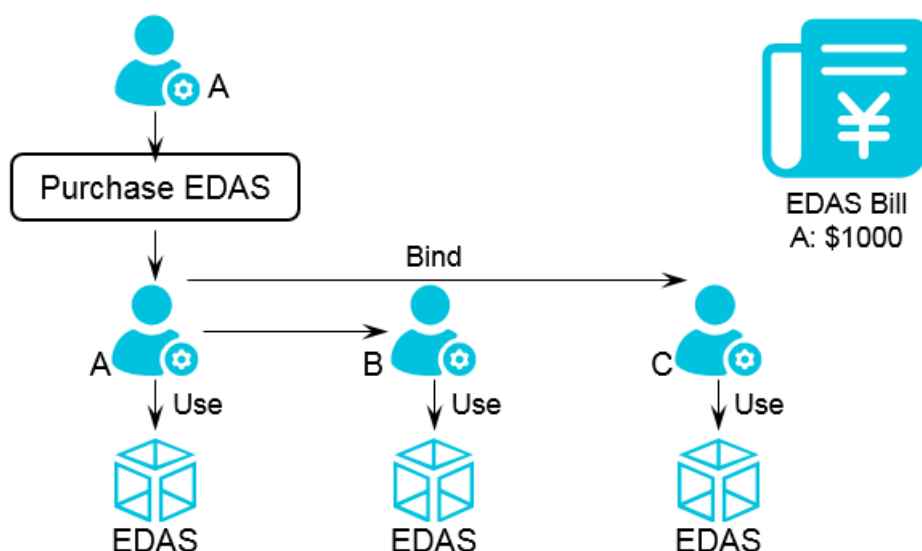 A
Purchase EDAS
¥
EDAS Bill
A: $1000
Bind
A
B
C
Use
Use
Use
EDAS
EDAS
EDAS